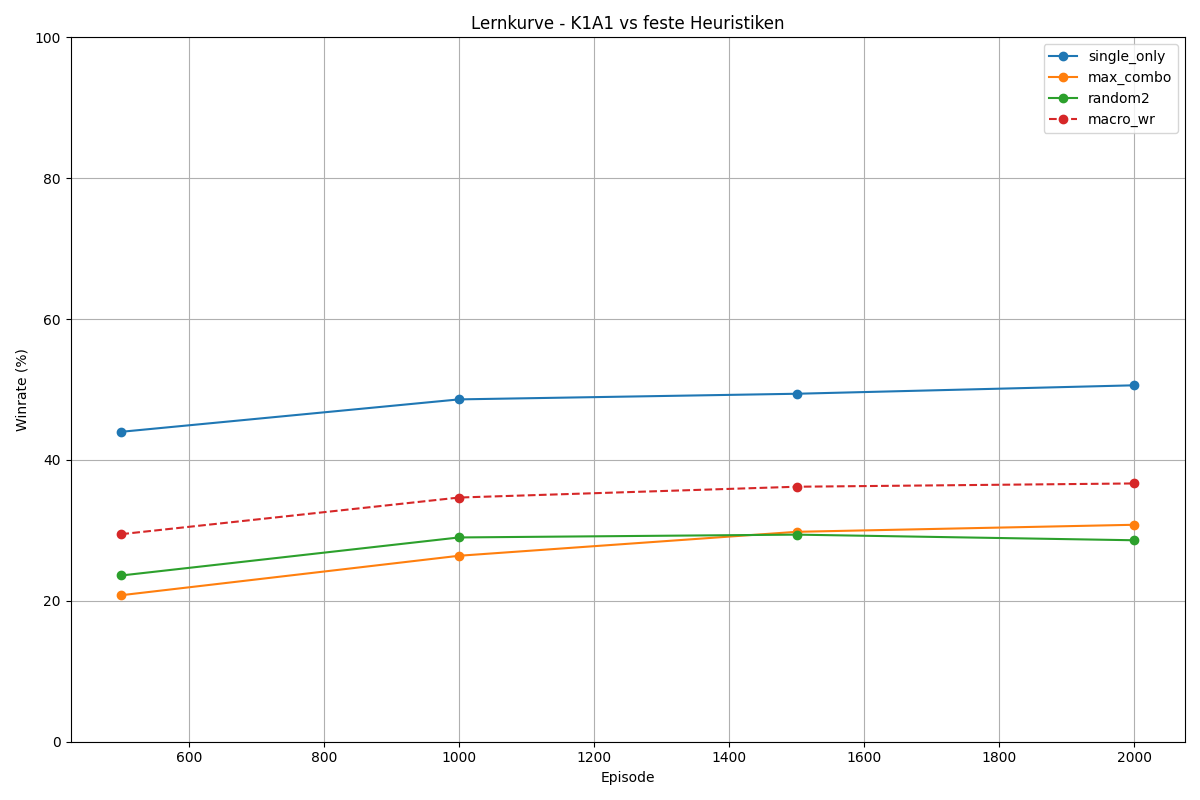 Lernkurve - K1A1 vs feste Heuristiken
100
80
60
40
20
0
Winrate (%)
single_only
max_combo
random2
macro_wr
600 800 1000 1200 1400 1600 1800 2000
Episode